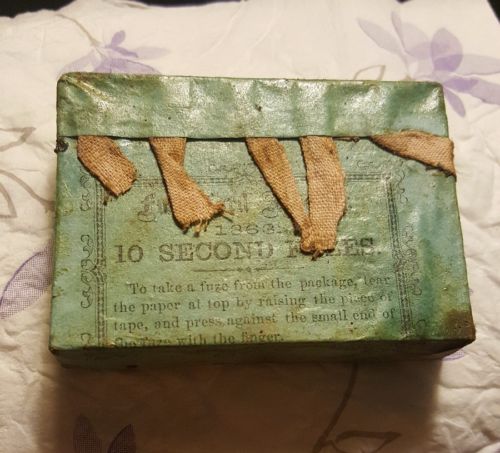 1863.
10 SECOND
"To take a fuze from the package, tear
the paper at top by raising the piece of
tape, and press against the small end of
the fuze with the finger.